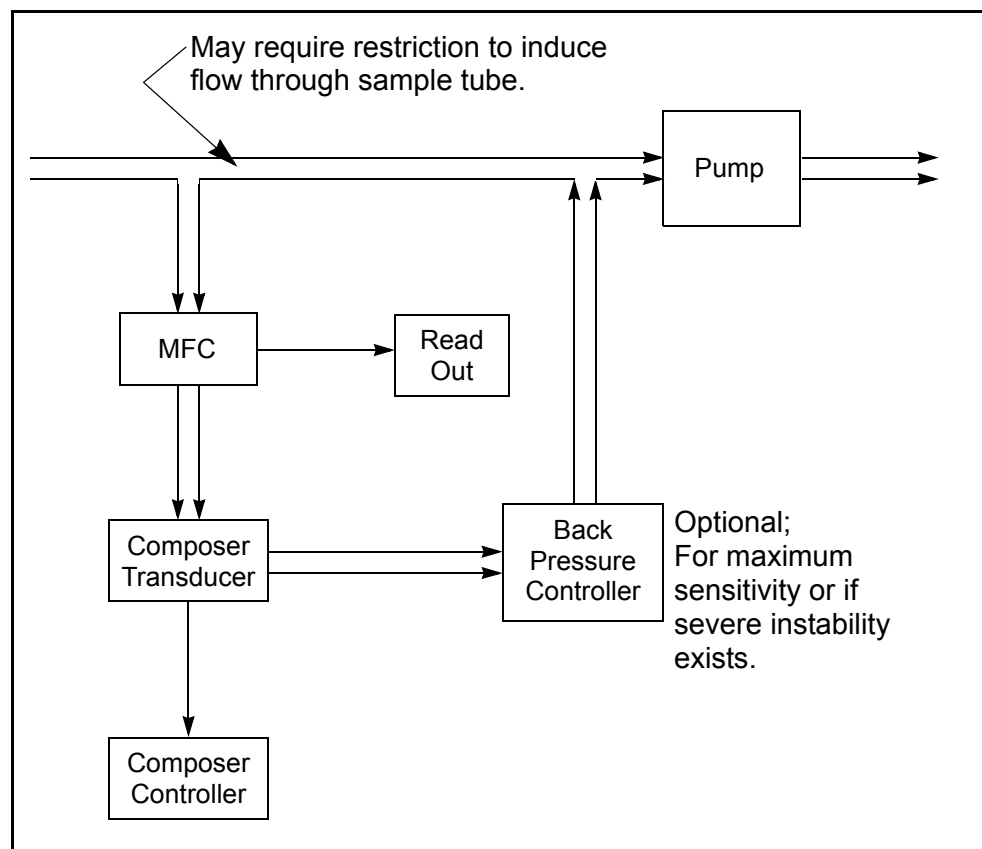 May require restriction to induce
flow through sample tube.
Pump
MFC
Read
Out
Composer
Transducer
Back
Pressure
Controller
Optional;
For maximum
sensitivity or if
severe instability
exists.
Composer
Controller